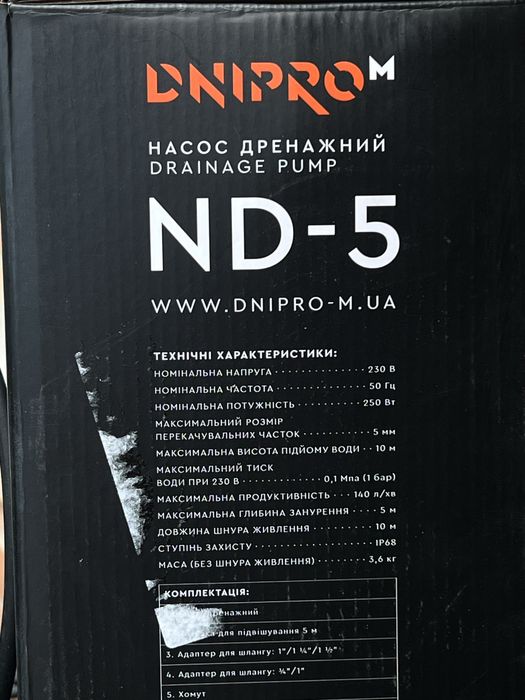 DNIPRO M
НАСОС ДРЕНАЖНИЙ
DRAINAGE PUMP
ND-5
WWW.DNIPRO-M.UA
ТЕХНІЧНІ ХАРАКТЕРИСТИКИ:
НОМІНАЛЬНА НАПРУГА 230 В
НОМІНАЛЬНА ЧАСТОТА 50 Гц
НОМІНАЛЬНА ПОТУЖНІСТЬ 250 Вт
МАКСИМАЛЬНИЙ РОЗМІР
ПЕРЕКАЧУВАЛЬНИХ ЧАСТОК 5 мм
МАКСИМАЛЬНА ВИСОТА ПІДЙОМУ ВОДИ 10 м
МАКСИМАЛЬНИЙ ТИСК
ВОДИ ПРИ 230 В 0,1 Мпа (1 бар)
МАКСИМАЛЬНА ПРОДУКТИВНІСТЬ 140 л/хв
МАКСИМАЛЬНА ГЛИБИНА ЗАНУРЕННЯ 5 м
ДОВЖИНА ШНУРА ЖИВЛЕННЯ 10 м
СТУПІНЬ ЗАХИСТУ IP68
МАСА (БЕЗ ШНУРА ЖИВЛЕННЯ) 3,6 кг
КОМПЛЕКТАЦІЯ:
дренажний
для підвішування 5 м
3. Адаптер для шлангу: 1"/1 ¼"/1 ½"
4. Адаптер для шлангу: ¾"/1"
5. Хомут